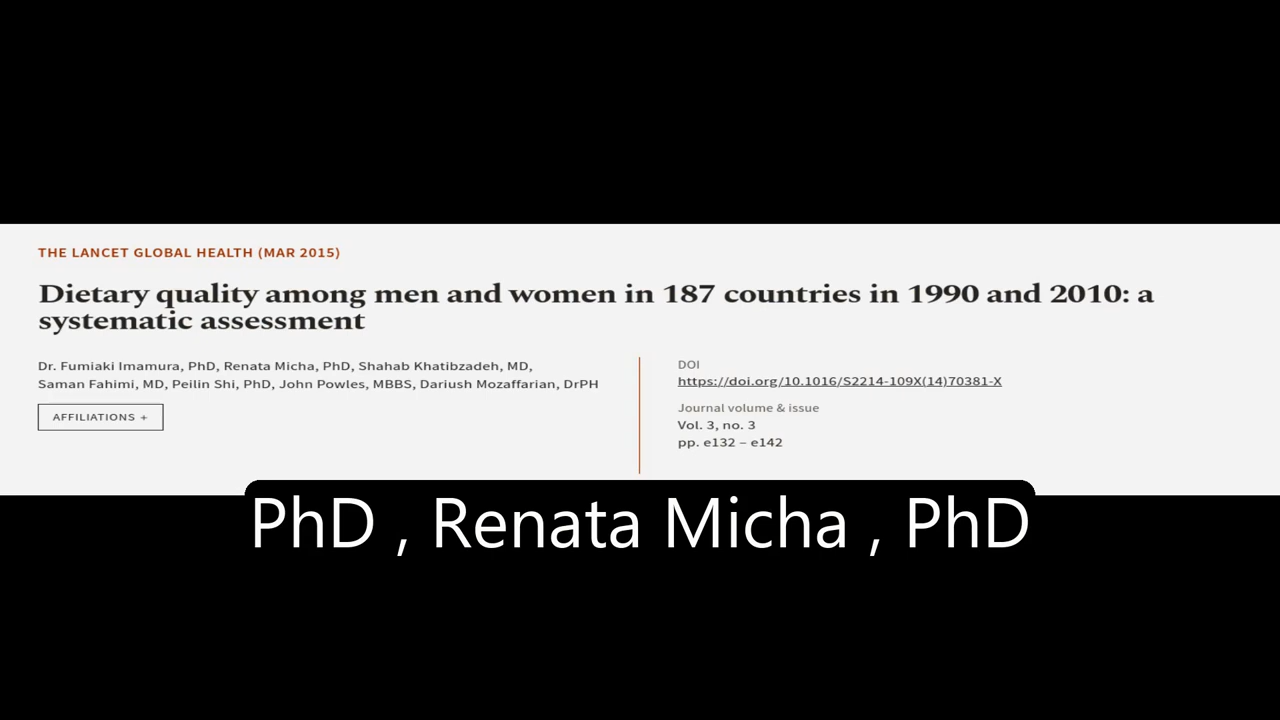 THE LANCET GLOBAL HEALTH (MAR 2015)
Dietary quality among men and women in 187 countries in 1990 and 2010: a
systematic assessment
Dr. Fumiaki Imamura, PhD, Renata Micha, PhD, Shahab Khatibzadeh, MD,
Saman Fahimi, MD, Peilin Shi, PhD, John Powles, MBBS, Dariush Mozaffarian, DrPH
AFFILIATIONS +
DOI
https://doi.org/10.1016/S2214-109X(14)70381-X
Journal volume & issue
Vol. 3, no. 3
pp. e132 – e142
PhD , Renata Micha , PhD